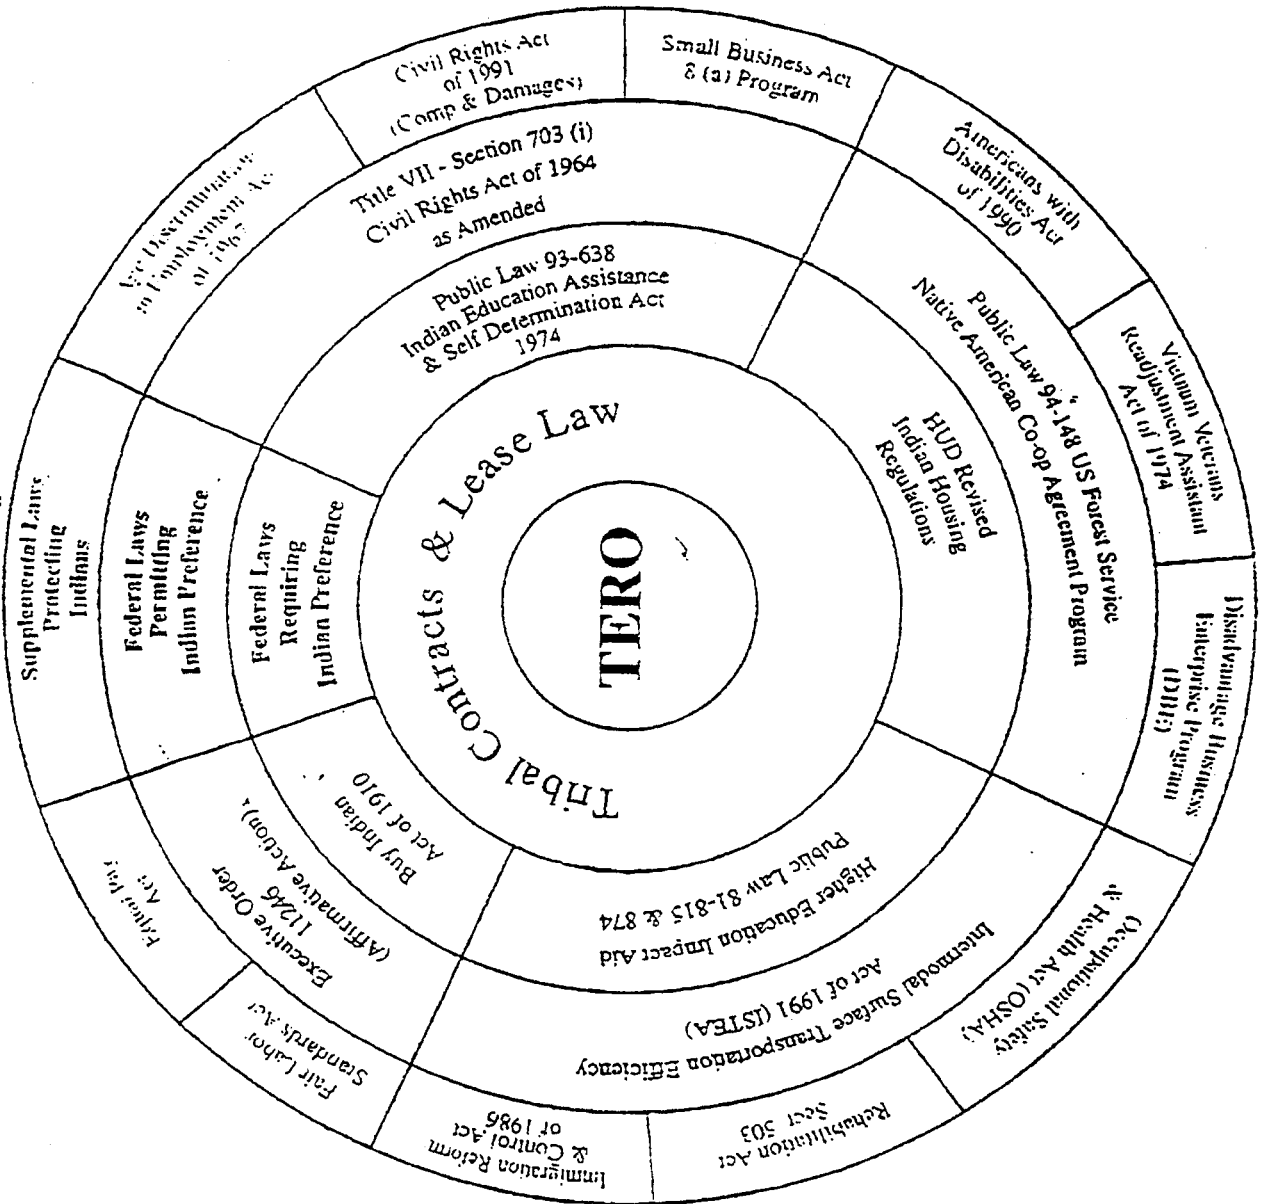 TERO
Tribal Contracts & Lease Law
Federal Laws
Requiring
Indian Preference
Public Law 93-638
Indian Education Assistance
& Self Determination Act
1974
HUD Revised
Indian Housing
Regulations
Higher Education Impact Aid
Public Law 81-815 & 874
Buy Indian
Act of 1910
Federal Laws
Permitting
Indian Preference
Title VII - Section 703 (i)
Civil Rights Act of 1964
as Amended
Public Law 94-148 US Forest Service
Native American Co-op Agreement Program
Intermodal Surface Transportation Efficiency
Act of 1991 (ISTEA)
Executive Order
11246
(Affirmative Action)
Supplemental Laws
Protecting
Indians
Age Discrimination
in Employment Act
of 1967
Civil Rights Act
of 1991
(Comp & Damages)
Small Business Act
8 (a) Program
Americans with
Disabilities Act
of 1990
Vietnam Veterans
Readjustment Assistant
Act of 1974
Disadvantage Business
Enterprise Program
(DBE)
Occupational Safety
& Health Act (OSHA)
Rehabilitation Act
Sect 503
Immigration Reform
& Control Act
of 1986
Fair Labor
Standards Act
Equal Pay
Act